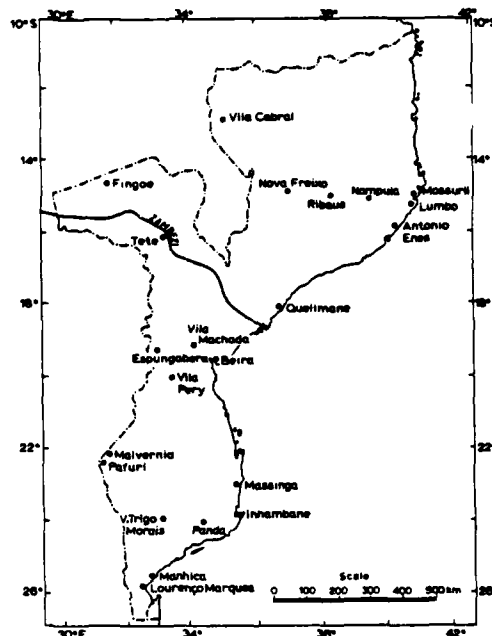 10°S
30°E
34°
38°
42°
10°S
Vila Cabral
14°
14°
Fingoe
Nova Freixo
Ribaue
Nampula
Mossuril
Lumbo
Antonio
Enes
ZAMBEZI
Tete
18°
18°
Quelimane
Vila
Machado
Espungabera
Beira
Vila
Pery
22°
22°
Malvernia
Pafuri
Massinga
V.Trigo
Morais
Panda
Inhambane
Manhica
Lourenço Marques
26°
26°
Scale
0 100 200 300 400 500 km
30°E
34°
38°
42°